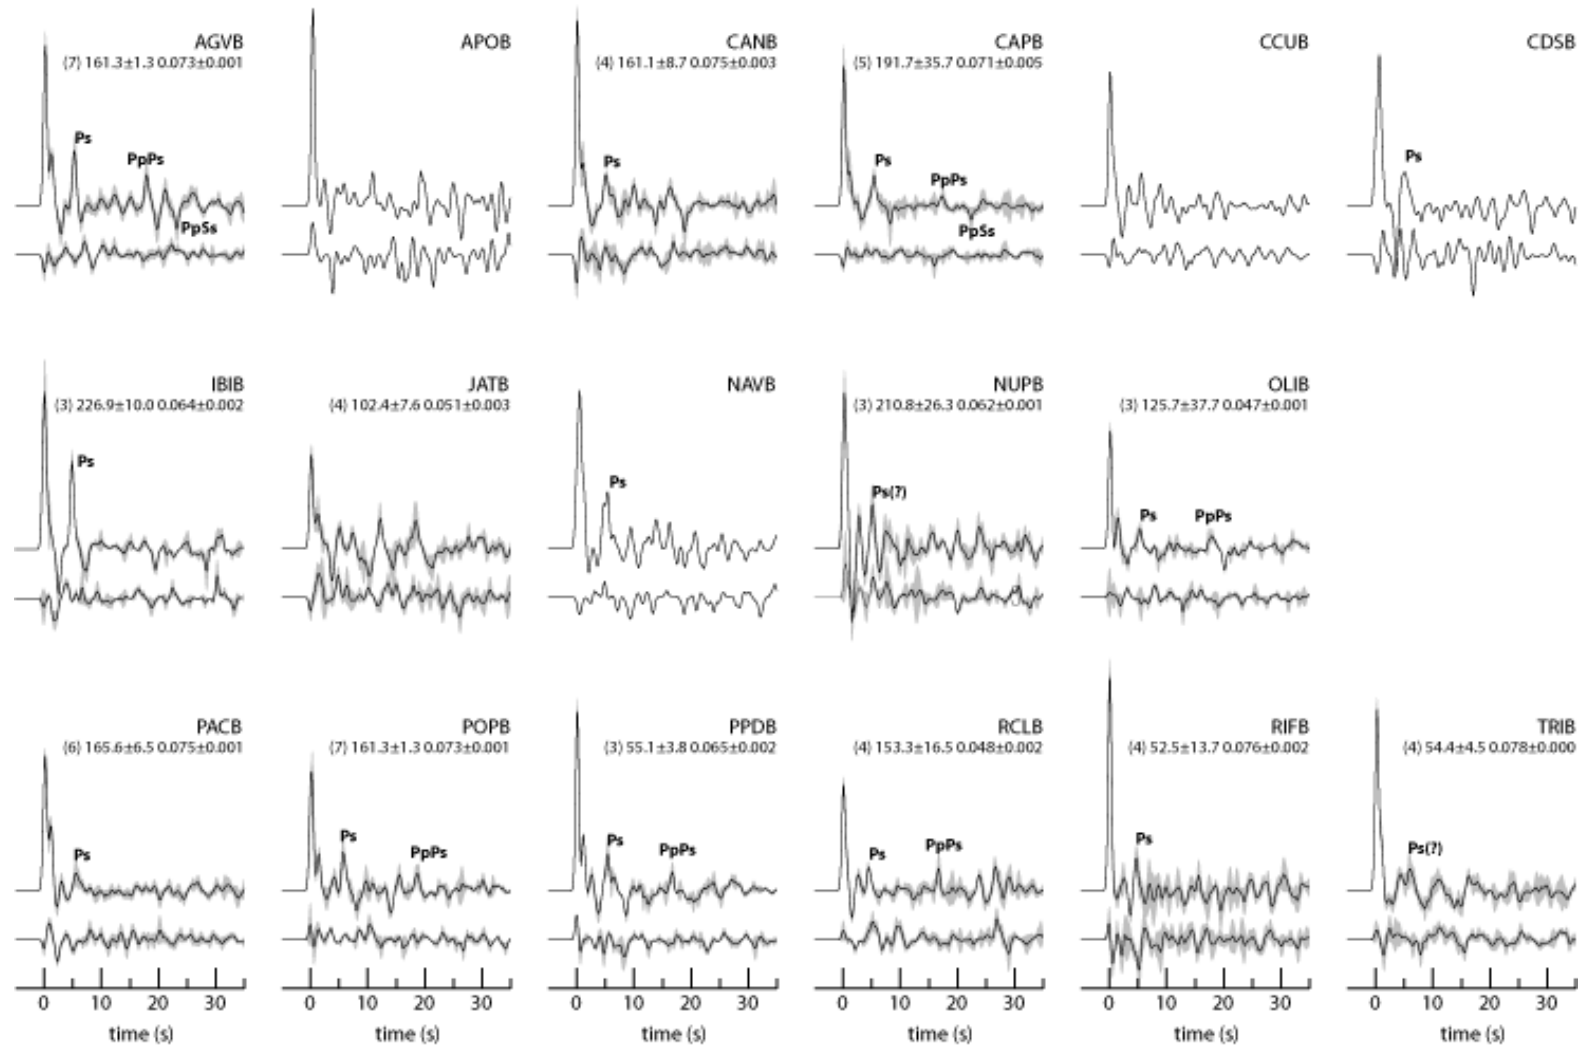 AGVB
(7) 161.3±1.3 0.073±0.001
Ps
PpPs
PpSs
APOB
CANB
(4) 161.1±8.7 0.075±0.003
Ps
CAPB
(5) 191.7±35.7 0.071±0.005
Ps
PpPs
PpSs
CCUB
CDSB
Ps
IBIB
(3) 226.9±10.0 0.064±0.002
Ps
JATB
(4) 102.4±7.6 0.051±0.003
NAVB
Ps
NUPB
(3) 210.8±26.3 0.062±0.001
Ps(?)
OLIB
(3) 125.7±37.7 0.047±0.001
Ps
PpPs
PACB
(6) 165.6±6.5 0.075±0.001
Ps
POPB
(7) 161.3±1.3 0.073±0.001
Ps
PpPs
PPDB
(3) 55.1±3.8 0.065±0.002
Ps
PpPs
RCLB
(4) 153.3±16.5 0.048±0.002
Ps
PpPs
RIFB
(4) 52.5±13.7 0.076±0.002
Ps
TRIB
(4) 54.4±4.5 0.078±0.000
Ps(?)
0 10 20 30
time (s)
0 10 20 30
time (s)
0 10 20 30
time (s)
0 10 20 30
time (s)
0 10 20 30
time (s)
0 10 20 30
time (s)